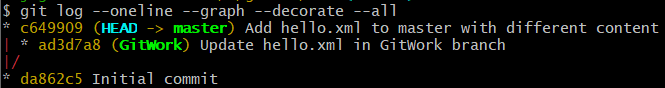 $ git log --oneline --graph --decorate --all
* c649909 (HEAD -> master) Add hello.xml to master with different content
| * ad3d7a8 (GitWork) Update hello.xml in GitWork branch
|/
* da862c5 Initial commit